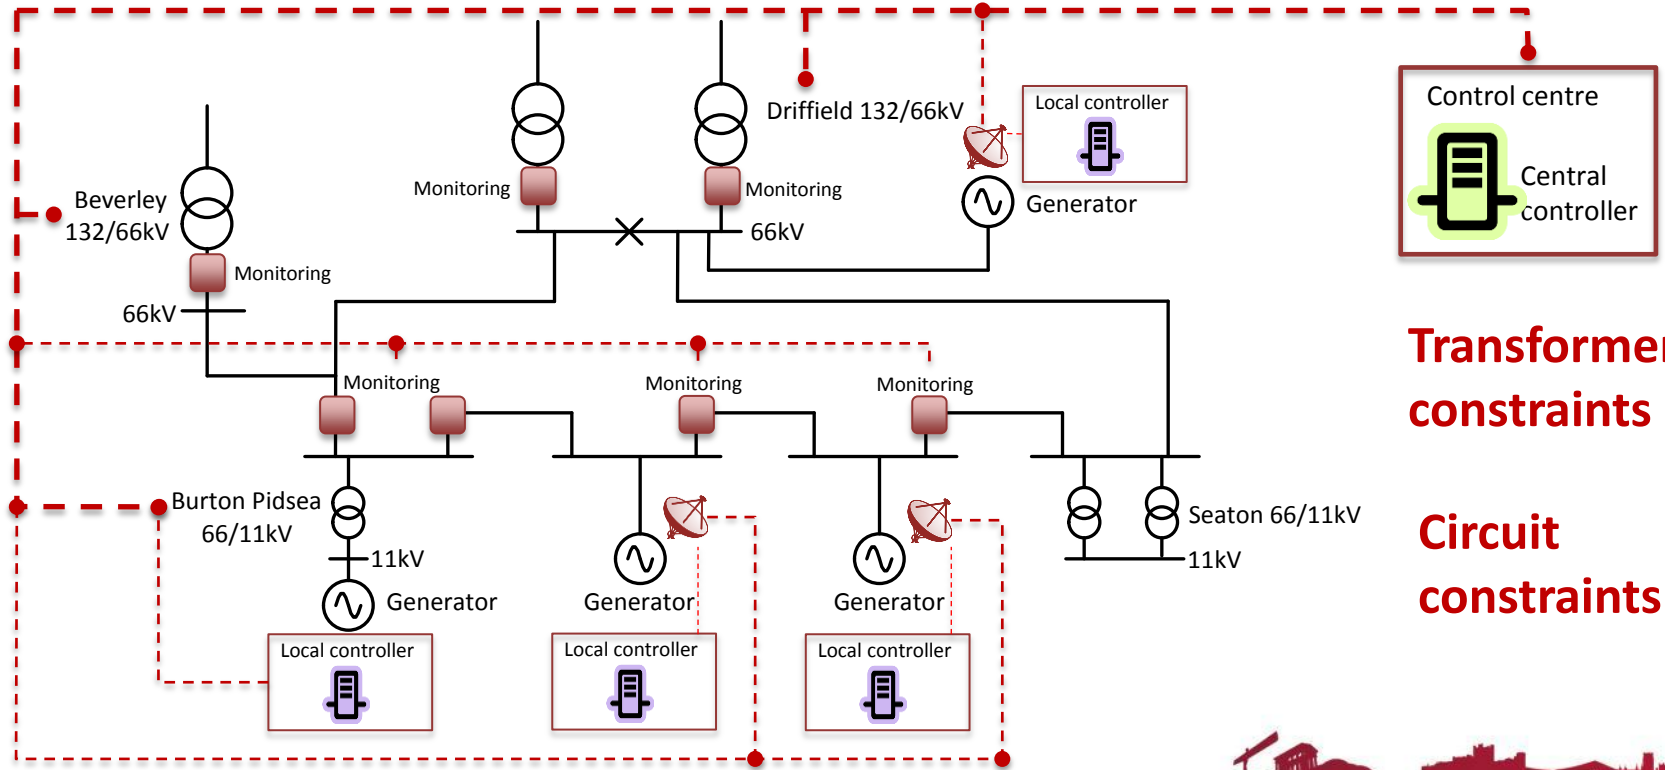 Driffield 132/66kV
Local controller
Control centre
Central
controller
Monitoring
Monitoring
Generator
Beverley
132/66kV
66kV
Monitoring
66kV
Transformer
constraints
Monitoring
Monitoring
Monitoring
Burton Pidsea
66/11kV
Seaton 66/11kV
11kV
11kV
Circuit
constraints
Generator
Generator
Generator
Local controller
Local controller
Local controller